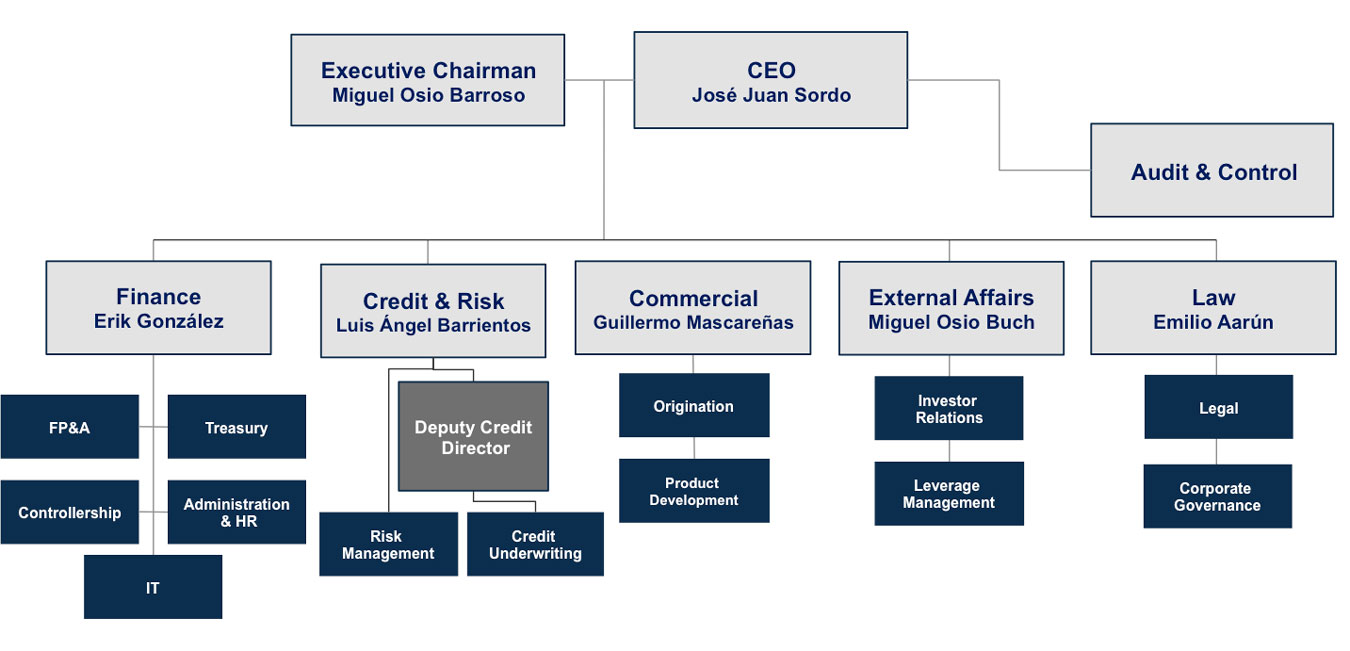 Executive Chairman
Miguel Osio Barroso
CEO
José Juan Sordo
Audit & Control
Finance
Erik González
Credit & Risk
Luis Ángel Barrientos
Commercial
Guillermo Mascareñas
External Affairs
Miguel Osio Buch
Law
Emilio Aarún
FP&A
Treasury
Controllership
Administration
& HR
IT
Deputy Credit
Director
Risk
Management
Credit
Underwriting
Origination
Product
Development
Investor
Relations
Leverage
Management
Legal
Corporate
Governance